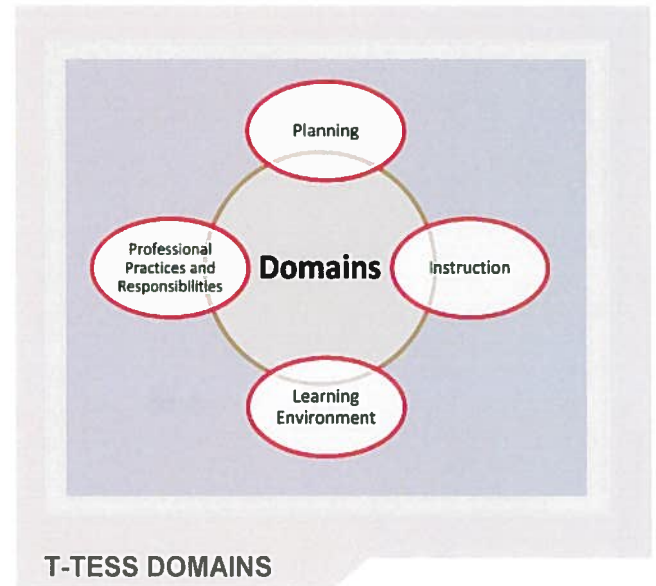 Planning
Professional
Practices and
Responsibilities
Domains
Instruction
Learning
Environment
T-TESS DOMAINS